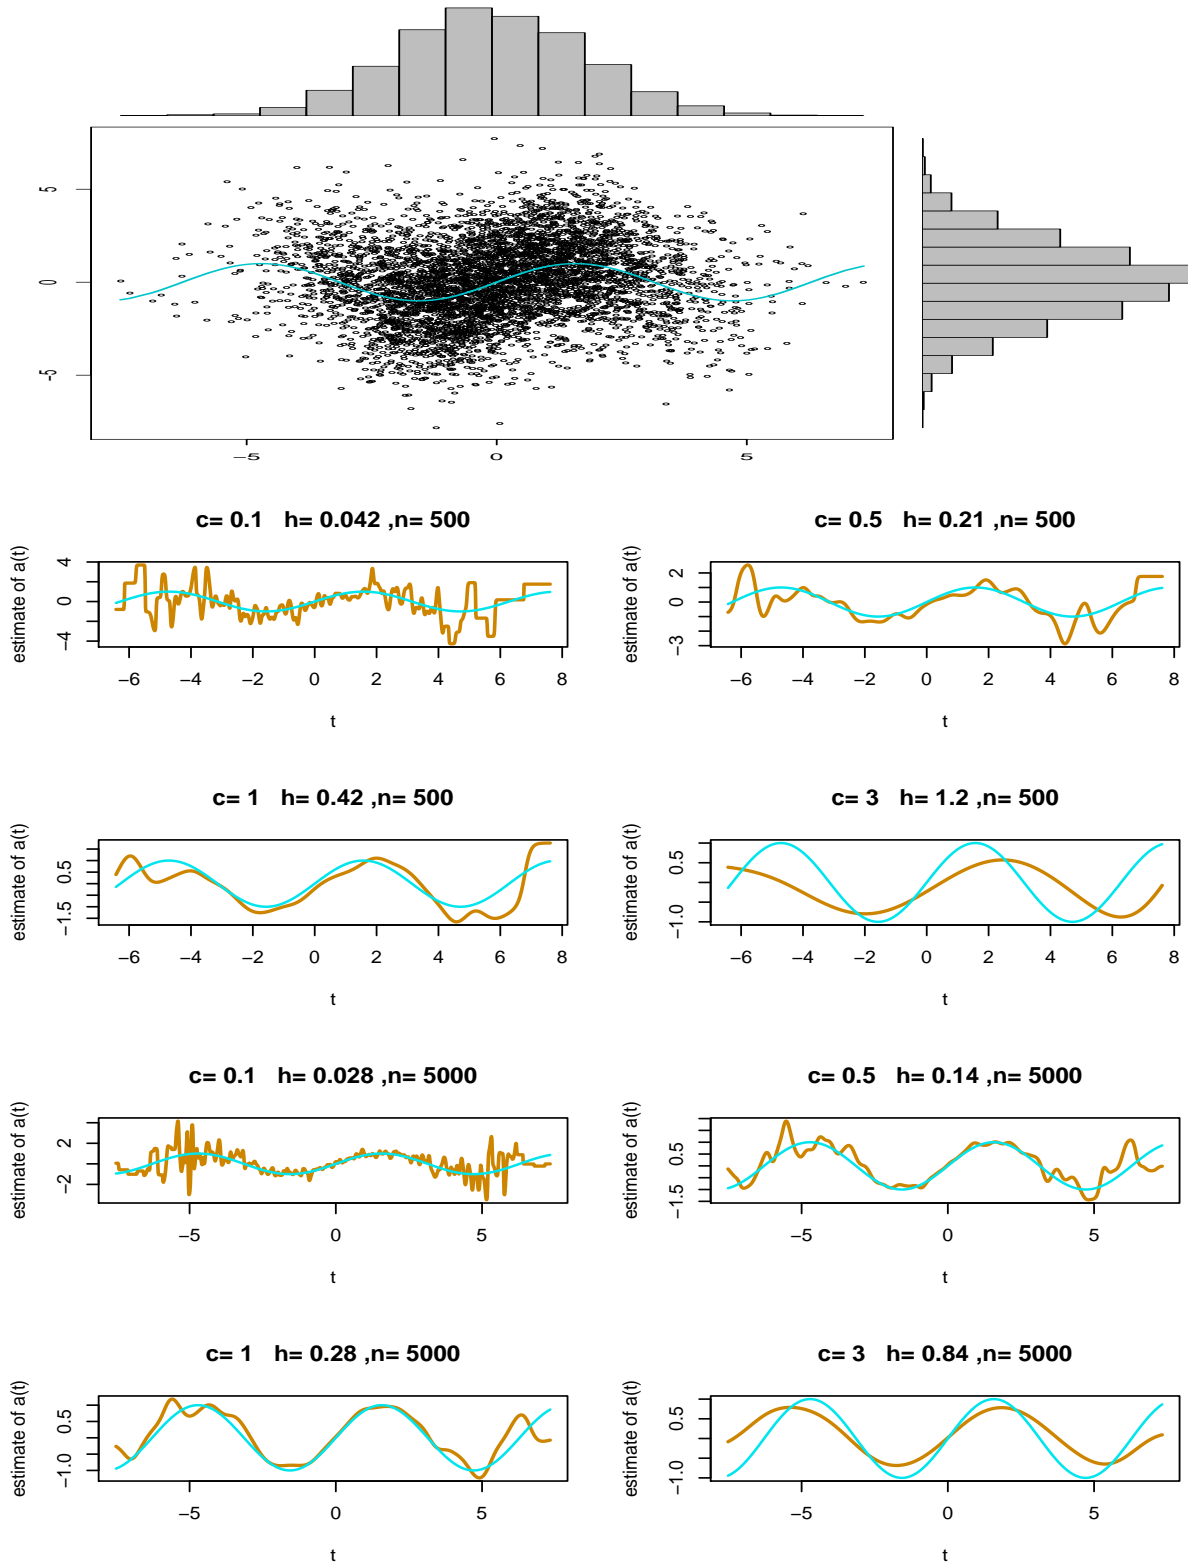 5
0
−5
−5 0 5
c= 0.1 h= 0.042 ,n= 500
estimate of a(t)
4
0
−4
−6 −4 −2 0 2 4 6 8
t
c= 0.5 h= 0.21 ,n= 500
estimate of a(t)
2
0
−3
−6 −4 −2 0 2 4 6 8
t
c= 1 h= 0.42 ,n= 500
estimate of a(t)
0.5
−1.5
−6 −4 −2 0 2 4 6 8
t
c= 3 h= 1.2 ,n= 500
estimate of a(t)
0.5
−1.0
−6 −4 −2 0 2 4 6 8
t
c= 0.1 h= 0.028 ,n= 5000
estimate of a(t)
2
−2
−5 0 5
t
c= 0.5 h= 0.14 ,n= 5000
estimate of a(t)
0.5
−1.5
−5 0 5
t
c= 1 h= 0.28 ,n= 5000
estimate of a(t)
0.5
−1.0
−5 0 5
t
c= 3 h= 0.84 ,n= 5000
estimate of a(t)
0.5
−1.0
−5 0 5
t